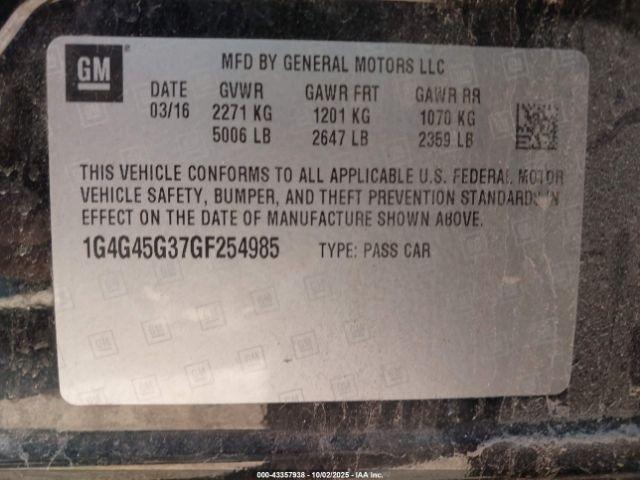 GM
MFD BY GENERAL MOTORS LLC
DATE GVWR GAWR FRT GAWR RR
03/16 2271 KG 1201 KG 1070 KG
5006 LB 2647 LB 2359 LB
THIS VEHICLE CONFORMS TO ALL APPLICABLE U.S. FEDERAL MOTOR
VEHICLE SAFETY, BUMPER, AND THEFT PREVENTION STANDARDS IN
EFFECT ON THE DATE OF MANUFACTURE SHOWN ABOVE.
1G4G45G37GF254985 TYPE: PASS CAR
000-43357938 - 10/02/2025 - IAA Inc.